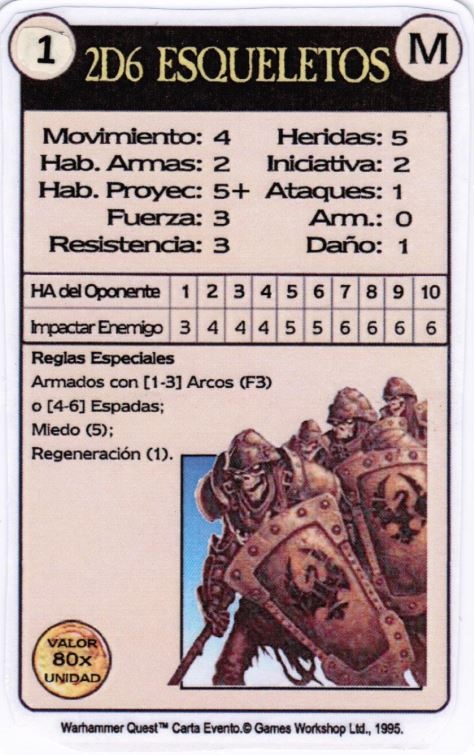 1 2D6 ESQUELETOS M
Movimiento: 4 Heridas: 5
Hab. Armas: 2 Iniciativa: 2
Hab. Proyec: 5+ Ataques: 1
Fuerza: 3 Arm.: 0
Resistencia: 3 Daño: 1
HA del Oponente 1 2 3 4 5 6 7 8 9 10
Impactar Enemigo 3 4 4 4 5 5 6 6 6 6
Reglas Especiales
Armados con [1-3] Arcos (F3)
o [4-6] Espadas;
Miedo (5);
Regeneración (1).
VALOR
80x
UNIDAD
Warhammer Quest™ Carta Evento.© Games Workshop Ltd., 1995.